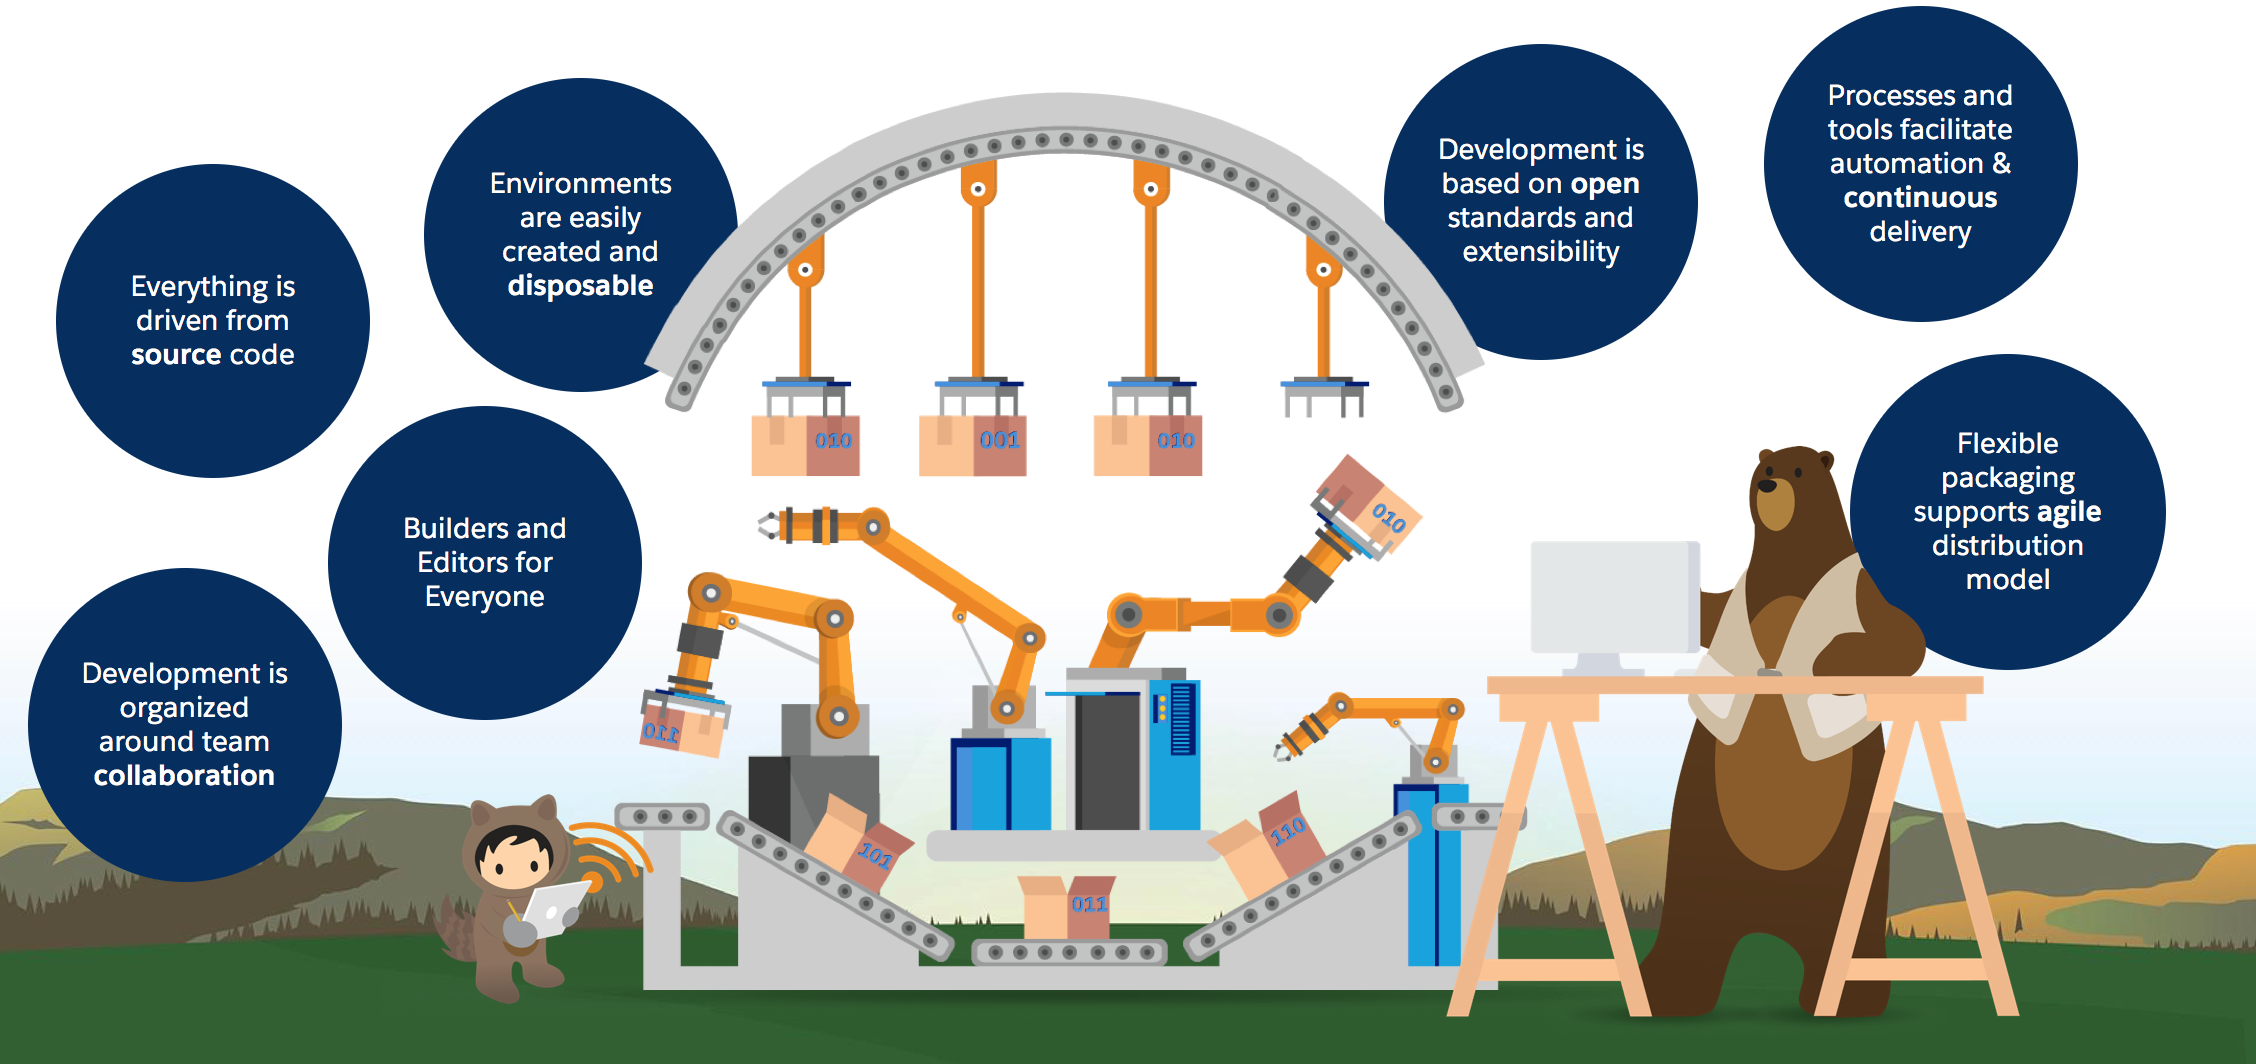 Everything is
driven from
source code
Environments
are easily
created and
disposable
Development is
based on open
standards and
extensibility
Processes and
tools facilitate
automation &
continuous
delivery
Builders and
Editors for
Everyone
Flexible
packaging
supports agile
distribution
model
Development is
organized
around team
collaboration
010
001
010
010
011
101
110
011